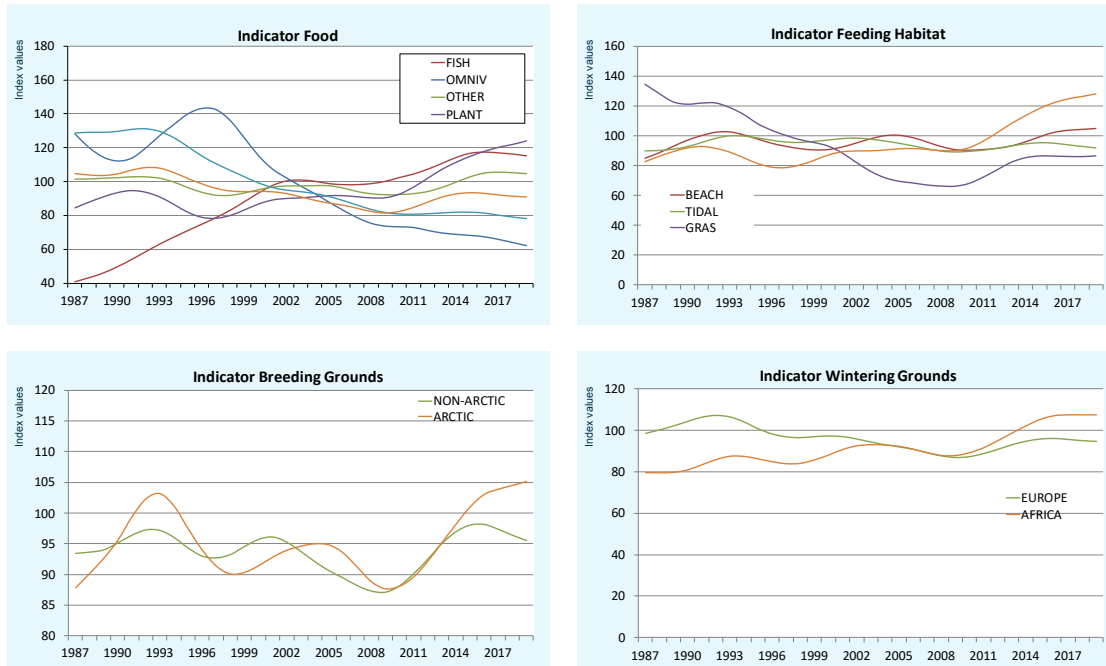 Indicator Food
Index values
180
160
140
120
100
80
60
40
1987 1990 1993 1996 1999 2002 2005 2008 2011 2014 2017
FISH
OMNIV
OTHER
PLANT
Indicator Feeding Habitat
Index values
160
140
120
100
80
60
40
20
0
1987 1990 1993 1996 1999 2002 2005 2008 2011 2014 2017
BEACH
TIDAL
GRAS
Indicator Breeding Grounds
Index values
120
115
110
105
100
95
90
85
80
1987 1990 1993 1996 1999 2002 2005 2008 2011 2014 2017
NON-ARCTIC
ARCTIC
Indicator Wintering Grounds
Index values
120
100
80
60
40
20
0
1987 1990 1993 1996 1999 2002 2005 2008 2011 2014 2017
EUROPE
AFRICA